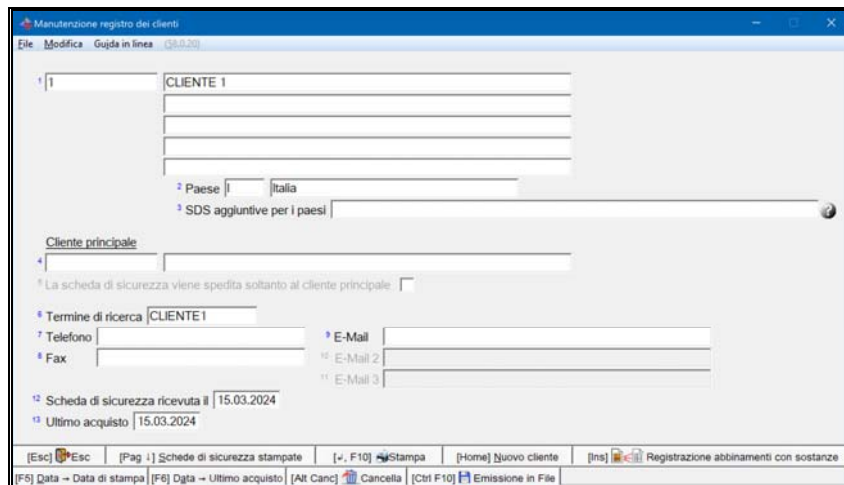 Manutenzione registro dei clienti
File Modifica Guida in linea (§8.0.20)
1 1 CLIENTE 1
2 Paese I Italia
3 SDS aggiuntive per i paesi ?
Cliente principale
4
5 La scheda di sicurezza viene spedita soltanto al cliente principale
6 Termine di ricerca CLIENTE1
7 Telefono 9 E-Mail
8 Fax 10 E-Mail 2
11 E-Mail 3
12 Scheda di sicurezza ricevuta il 15.03.2024
13 Ultimo acquisto 15.03.2024
[Esc] Esc [Pag ↓] Schede di sicurezza stampate [↲, F10] Stampa [Home] Nuovo cliente [Ins] Registrazione abbinamenti con sostanze
[F5] Data → Data di stampa [F6] Data → Ultimo acquisto [Alt Canc] Cancella [Ctrl F10] Emissione in File